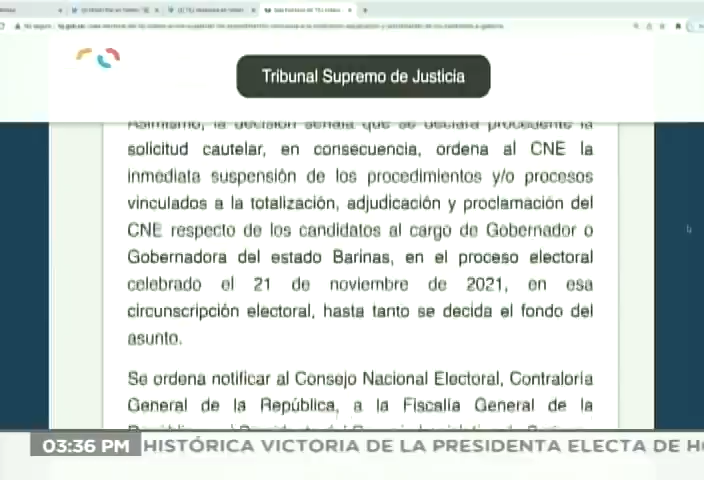 Tribunal Supremo de Justicia
Asimismo, la decisión señala que se declara procedente la
solicitud cautelar, en consecuencia, ordena al CNE la
inmediata suspensión de los procedimientos y/o procesos
vinculados a la totalización, adjudicación y proclamación del
CNE respecto de los candidatos al cargo de Gobernador o
Gobernadora del estado Barinas, en el proceso electoral
celebrado el 21 de noviembre de 2021, en esa
circunscripción electoral, hasta tanto se decida el fondo del
asunto.
Se ordena notificar al Consejo Nacional Electoral, Contraloría
General de la República, a la Fiscalía General de la
03:36 PM HISTÓRICA VICTORIA DE LA PRESIDENTA ELECTA DE H